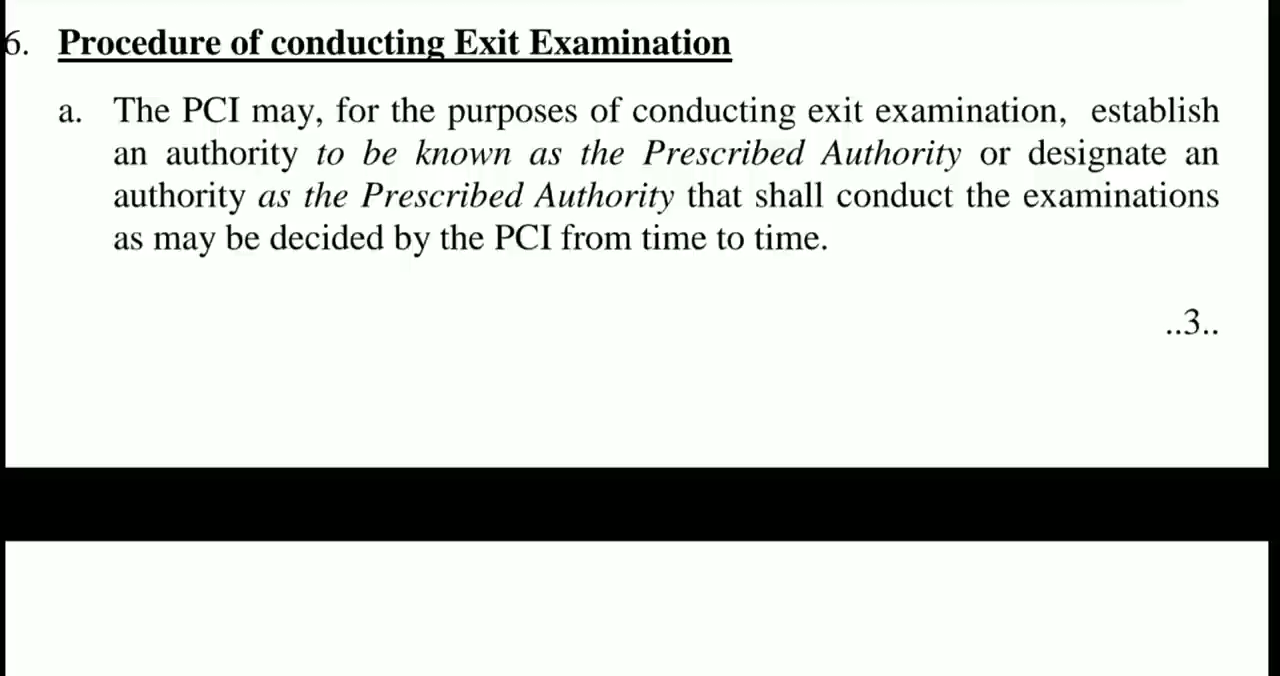 6. Procedure of conducting Exit Examination
a. The PCI may, for the purposes of conducting exit examination, establish
an authority to be known as the Prescribed Authority or designate an
authority as the Prescribed Authority that shall conduct the examinations
as may be decided by the PCI from time to time.
..3..